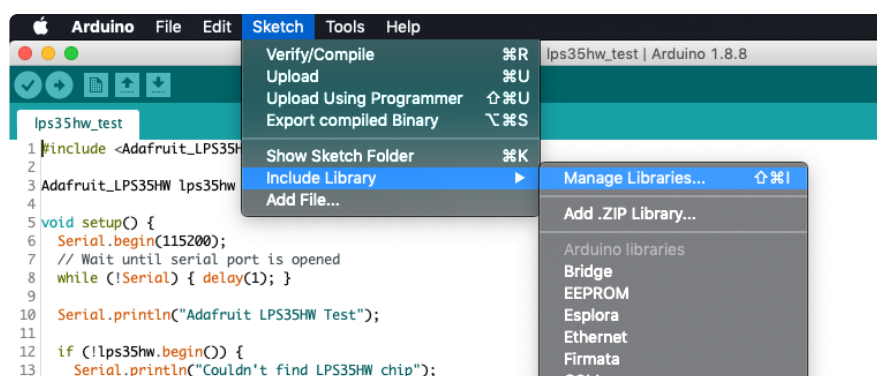 Arduino File Edit Sketch Tools Help
lps35hw_test | Arduino 1.8.8
Verify/Compile ⌘R
Upload ⌘U
Upload Using Programmer ⇧⌘U
Export compiled Binary ⌥⌘S
Show Sketch Folder ⌘K
Include Library ▶
Add File...
Manage Libraries... ⇧⌘I
Add .ZIP Library...
Arduino libraries
Bridge
EEPROM
Esplora
Ethernet
Firmata
lps35hw_test
1 #include <Adafruit_LPS35H
2
3 Adafruit_LPS35HW lps35hw
4
5 void setup() {
6 Serial.begin(115200);
7 // Wait until serial port is opened
8 while (!Serial) { delay(1); }
9
10 Serial.println("Adafruit LPS35HW Test");
11
12 if (!lps35hw.begin()) {
13 Serial.println("Couldn't find LPS35HW chip");